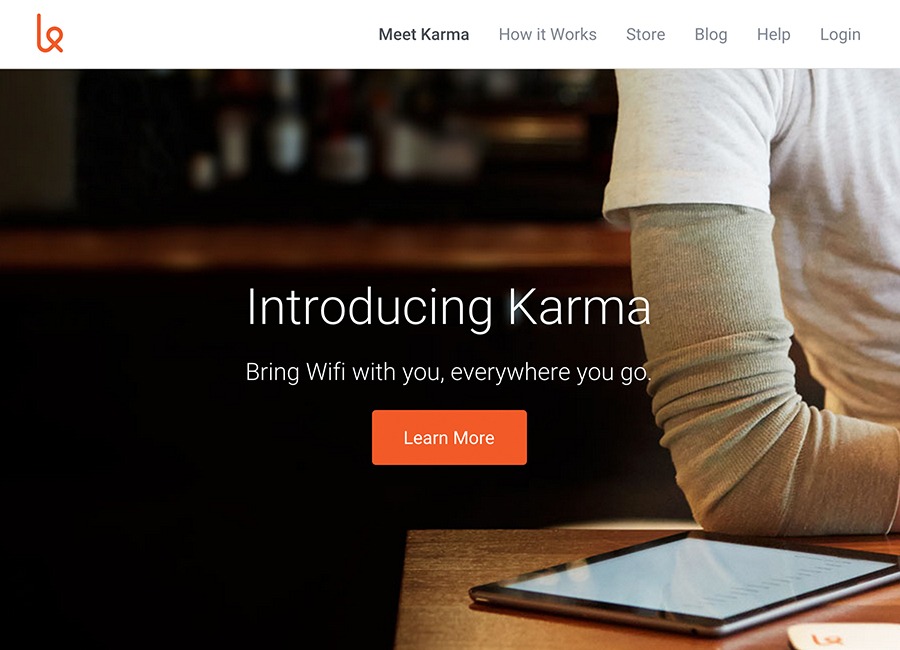 Meet Karma
How it Works
Store
Blog
Help
Login
Introducing Karma
Bring Wifi with you, everywhere you go.
Learn More